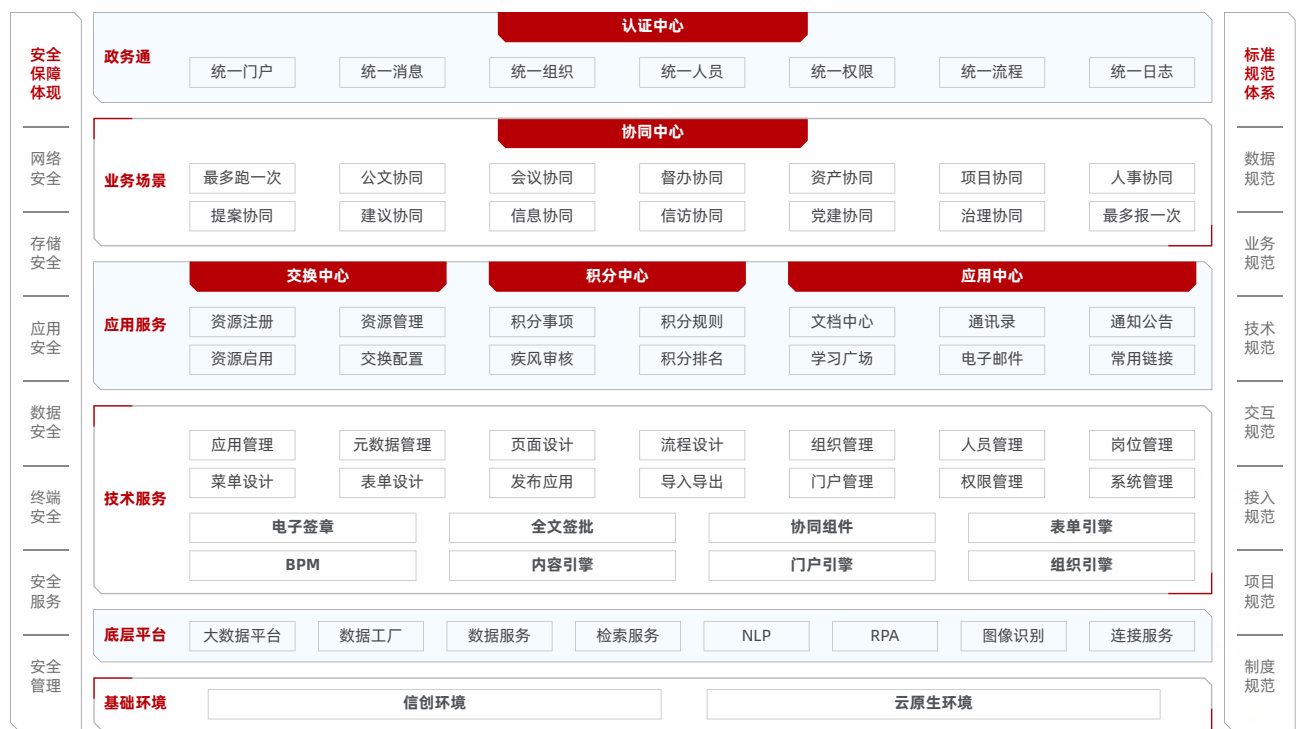 安全
保障
体现
网络
安全
存储
安全
应用
安全
数据
安全
终端
安全
安全
服务
安全
管理
认证中心
政务通
统一门户 统一消息 统一组织 统一人员 统一权限 统一流程 统一日志
协同中心
业务场景
最多跑一次 公文协同 会议协同 督办协同 资产协同 项目协同 人事协同
提案协同 建议协同 信息协同 信访协同 党建协同 治理协同 最多报一次
交换中心 积分中心 应用中心
应用服务
资源注册 资源管理 积分事项 积分规则 文档中心 通讯录 通知公告
资源启用 交换配置 疾风审核 积分排名 学习广场 电子邮件 常用链接
技术服务
应用管理 元数据管理 页面设计 流程设计 组织管理 人员管理 岗位管理
菜单设计 表单设计 发布应用 导入导出 门户管理 权限管理 系统管理
电子签章 全文签批 协同组件 表单引擎
BPM 内容引擎 门户引擎 组织引擎
底层平台 大数据平台 数据工厂 数据服务 检索服务 NLP RPA 图像识别 连接服务
基础环境 信创环境 云原生环境
标准
规范
体系
数据
规范
业务
规范
技术
规范
交互
规范
接入
规范
项目
规范
制度
规范